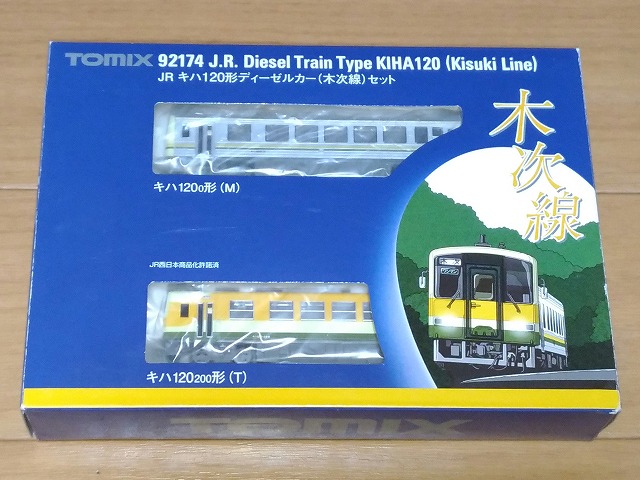 TOMIX 92174 J.R. Diesel Train Type KIHA120 (Kisuki Line)
JR キハ120形ディーゼルカー(木次線)セット
木次線
キハ120 0形(M)
JR西日本商品化許諾済
キハ120 200形(T)
TOMIX